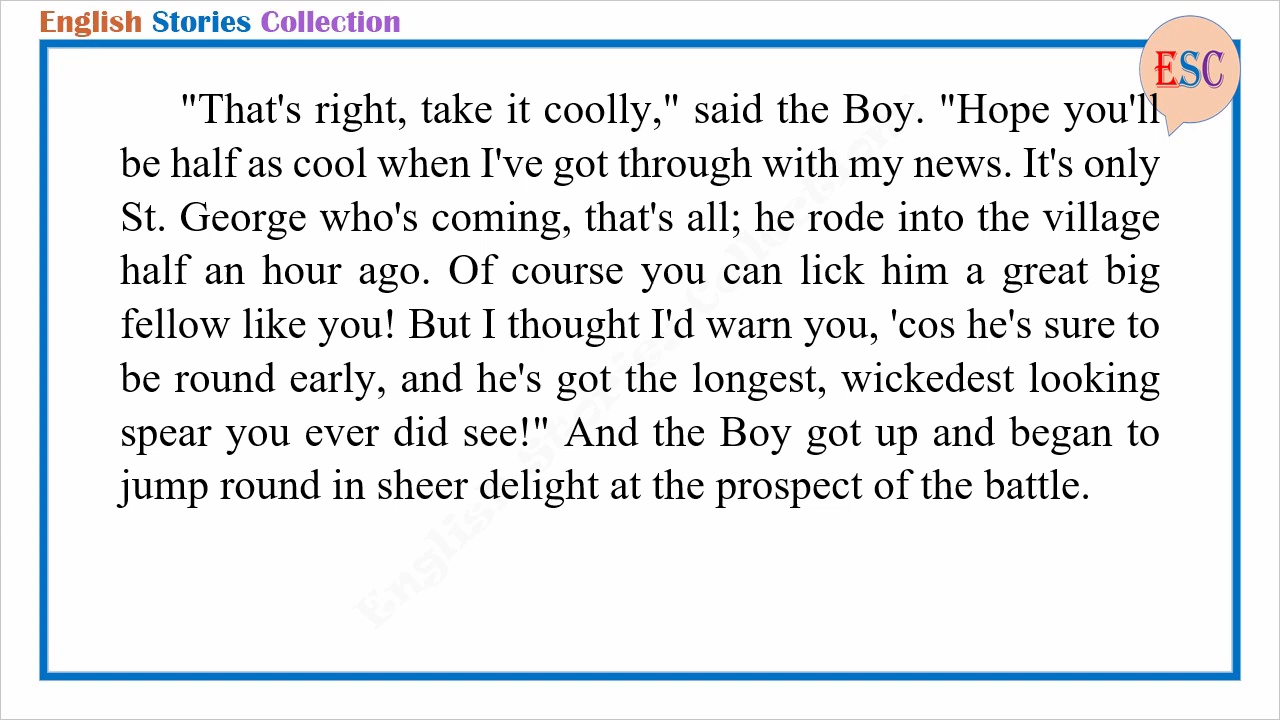 English Stories Collection
ESC
"That's right, take it coolly," said the Boy. "Hope you'll
be half as cool when I've got through with my news. It's only
St. George who's coming, that's all; he rode into the village
half an hour ago. Of course you can lick him a great big
fellow like you! But I thought I'd warn you, 'cos he's sure to
be round early, and he's got the longest, wickedest looking
spear you ever did see!" And the Boy got up and began to
jump round in sheer delight at the prospect of the battle.
English Stories Collection